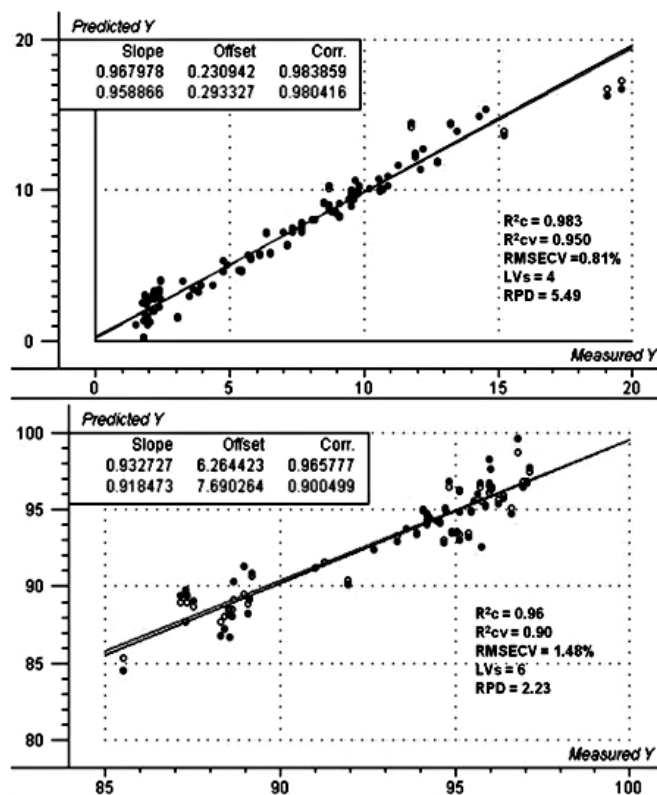 Predicted Y
20
Slope Offset Corr.
0.967978 0.230942 0.983859
0.958866 0.293327 0.980416
10
R²c = 0.983
R²cv = 0.950
RMSECV =0.81%
LVs = 4
RPD = 5.49
0
Measured Y
0 5 10 15 20
Predicted Y
100
Slope Offset Corr.
0.932727 6.264423 0.965777
0.918473 7.690264 0.900499
95
90
R²c = 0.96
R²cv = 0.90
RMSECV = 1.48%
LVs = 6
RPD = 2.23
85
80
Measured Y
85 90 95 100